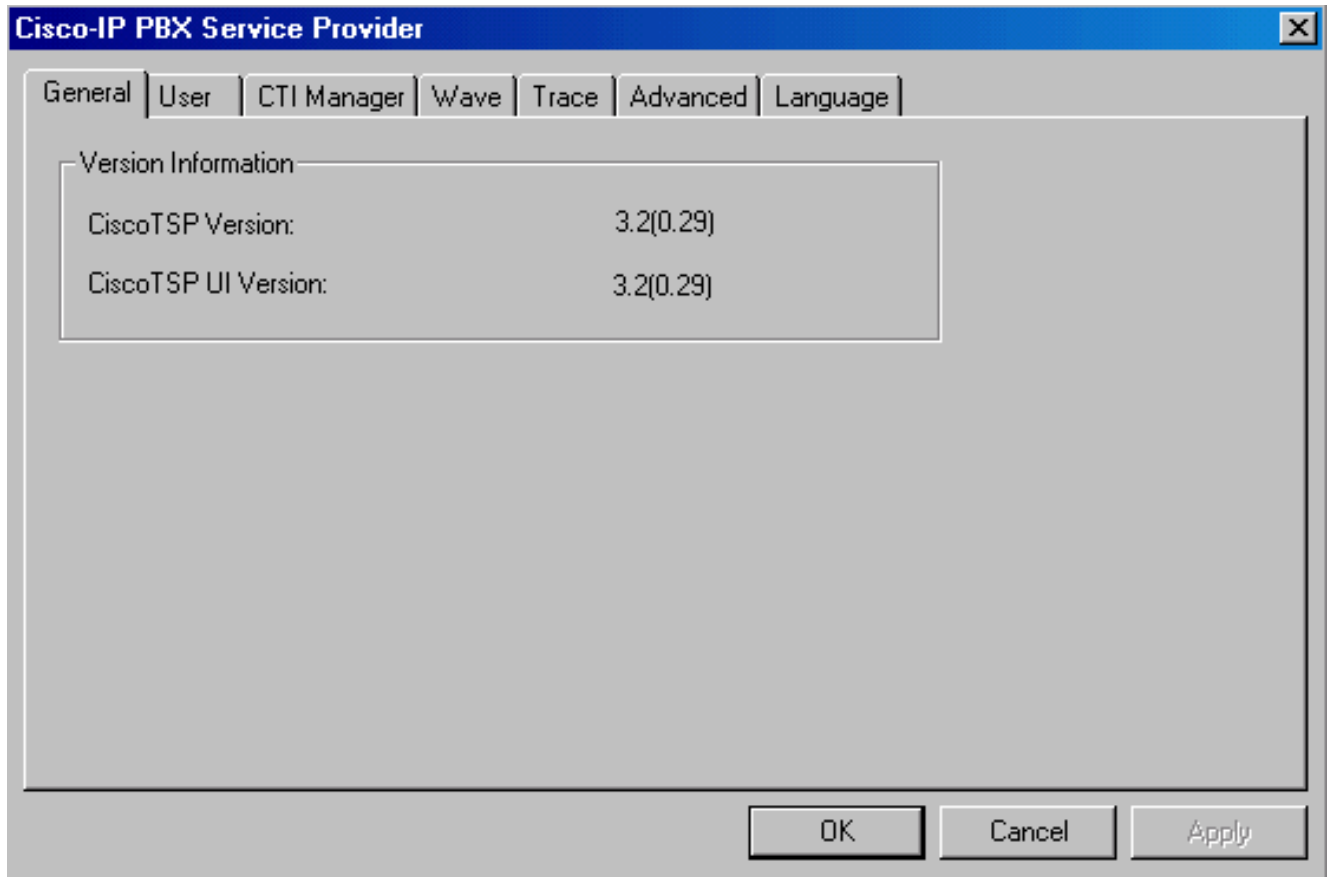 Cisco-IP PBX Service Provider
General User CTI Manager Wave Trace Advanced Language
Version Information
CiscoTSP Version: 3.2(0.29)
CiscoTSP UI Version: 3.2(0.29)
OK Cancel Apply